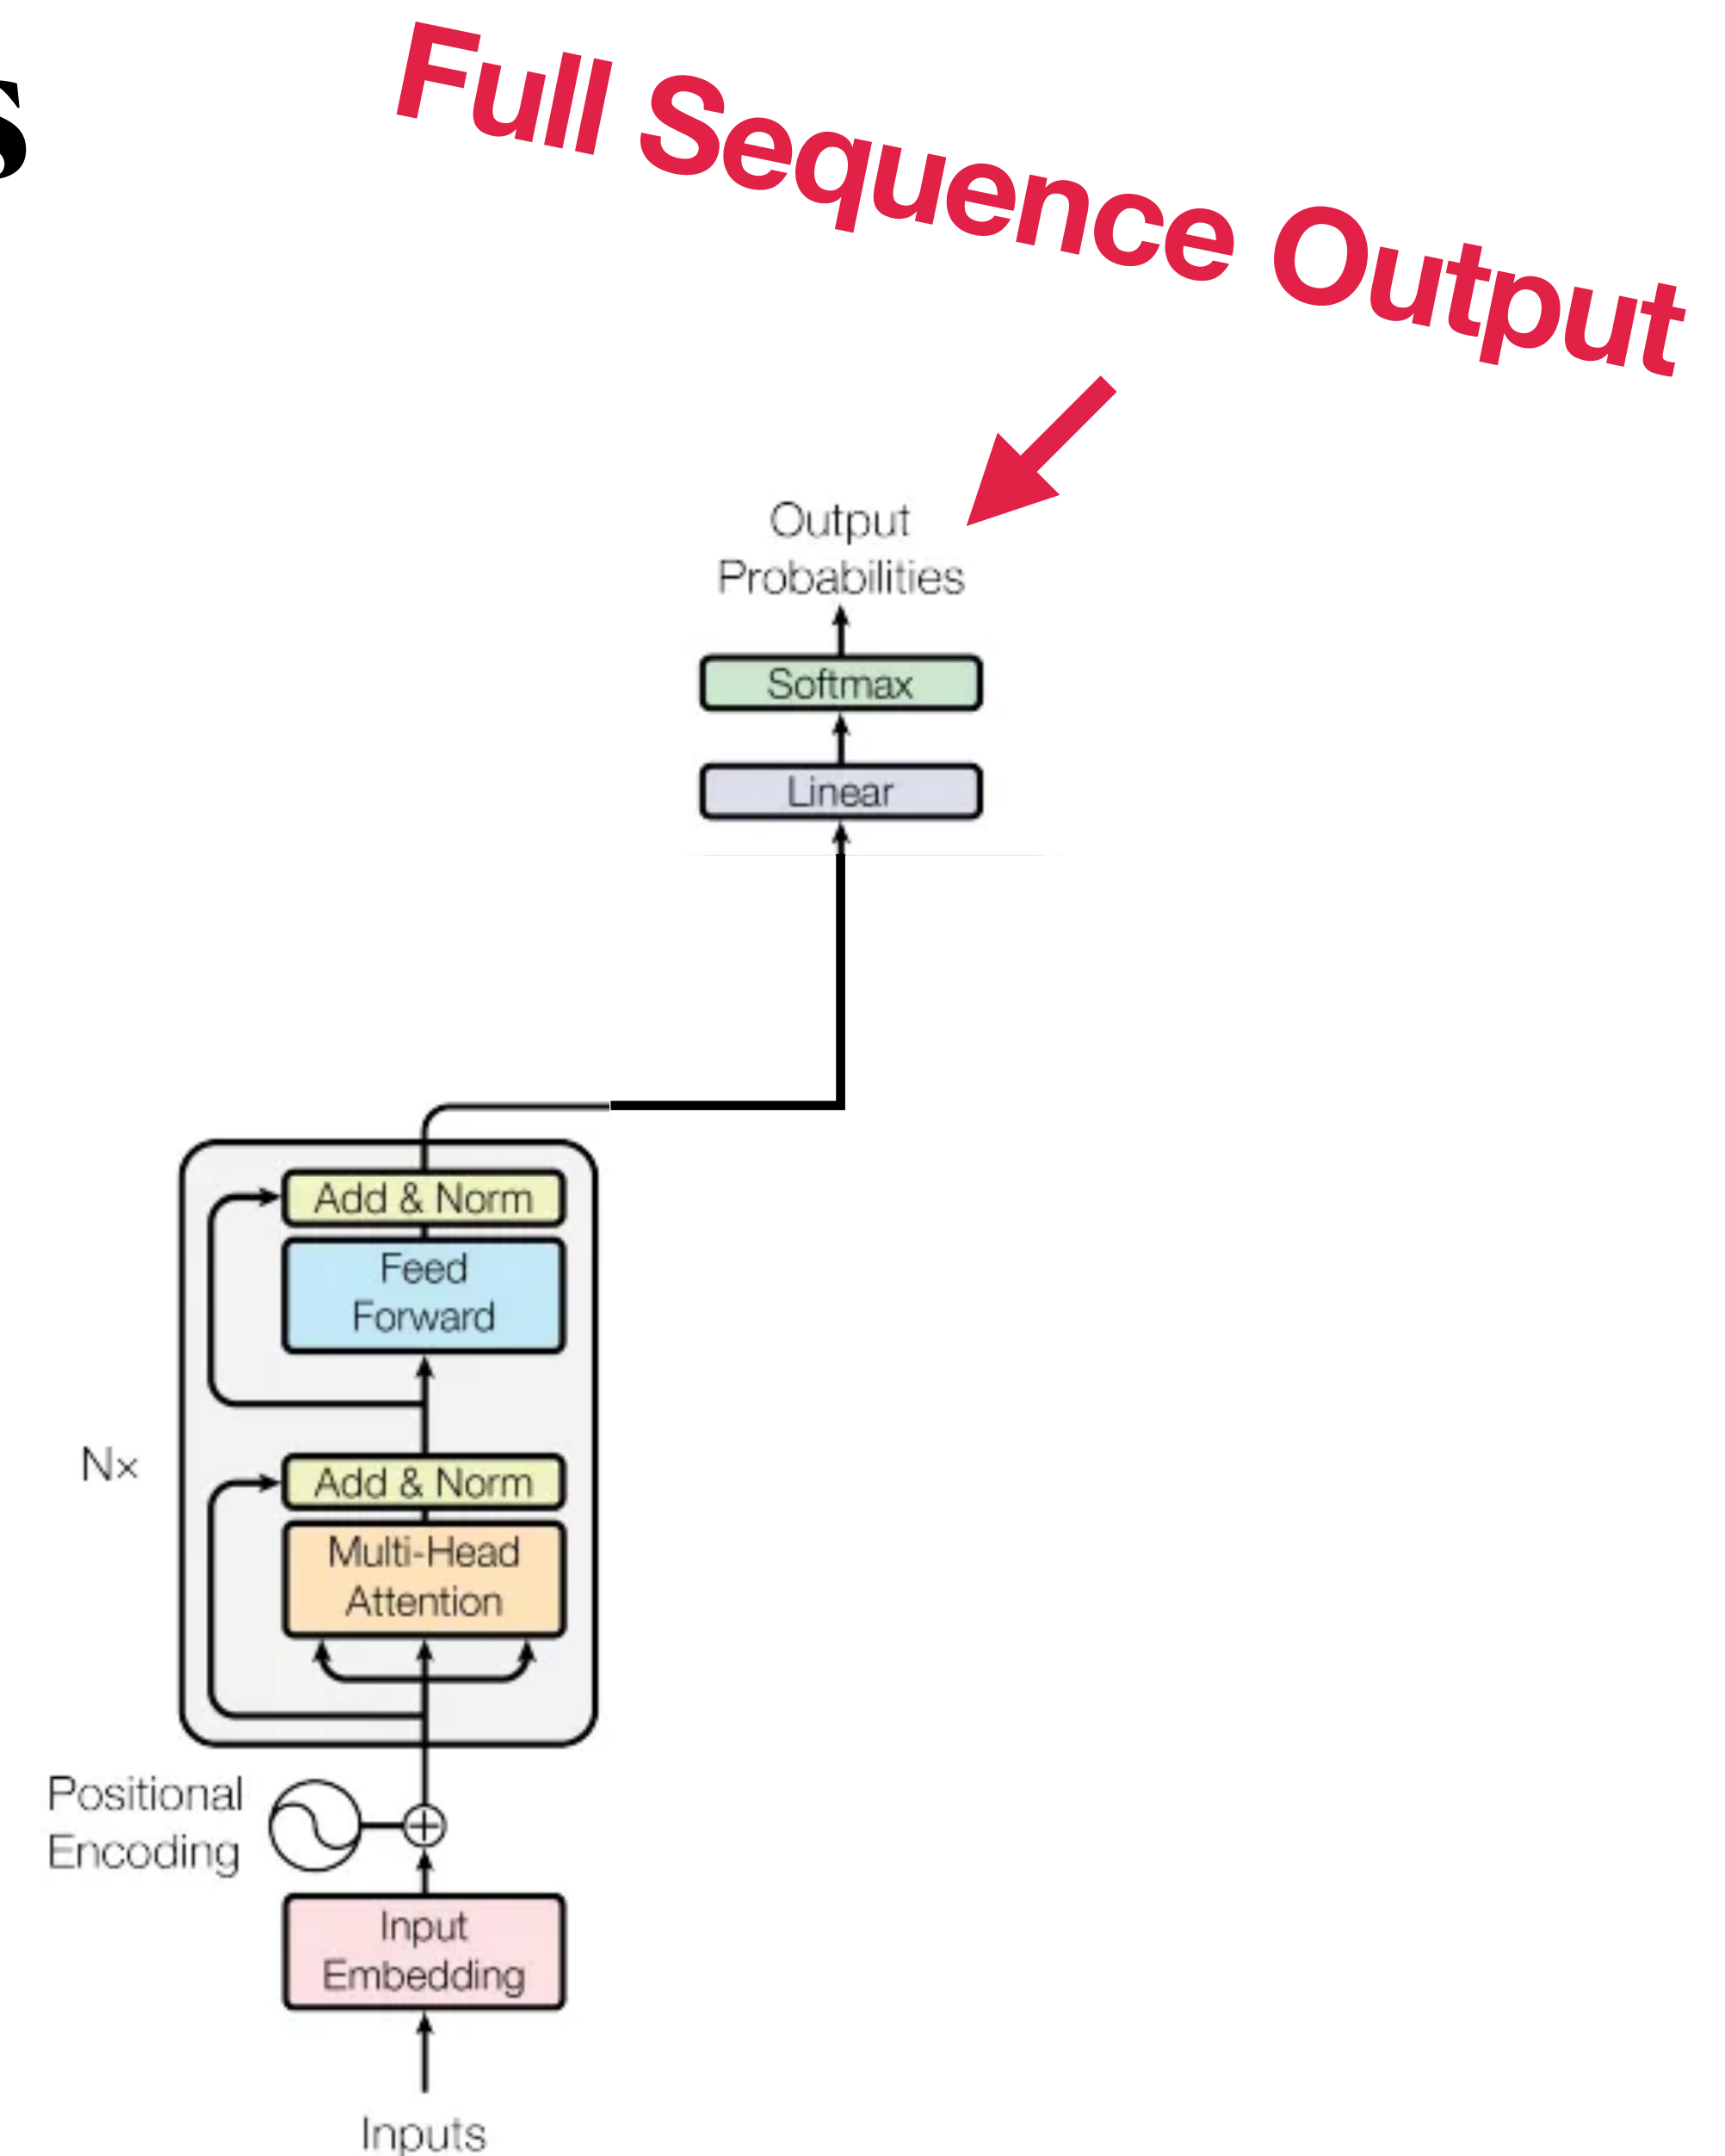 s
Full Sequence Output
Output
Probabilities
Softmax
Linear
Add & Norm
Feed
Forward
Nx
Add & Norm
Multi-Head
Attention
Positional
Encoding
Input
Embedding
Inputs